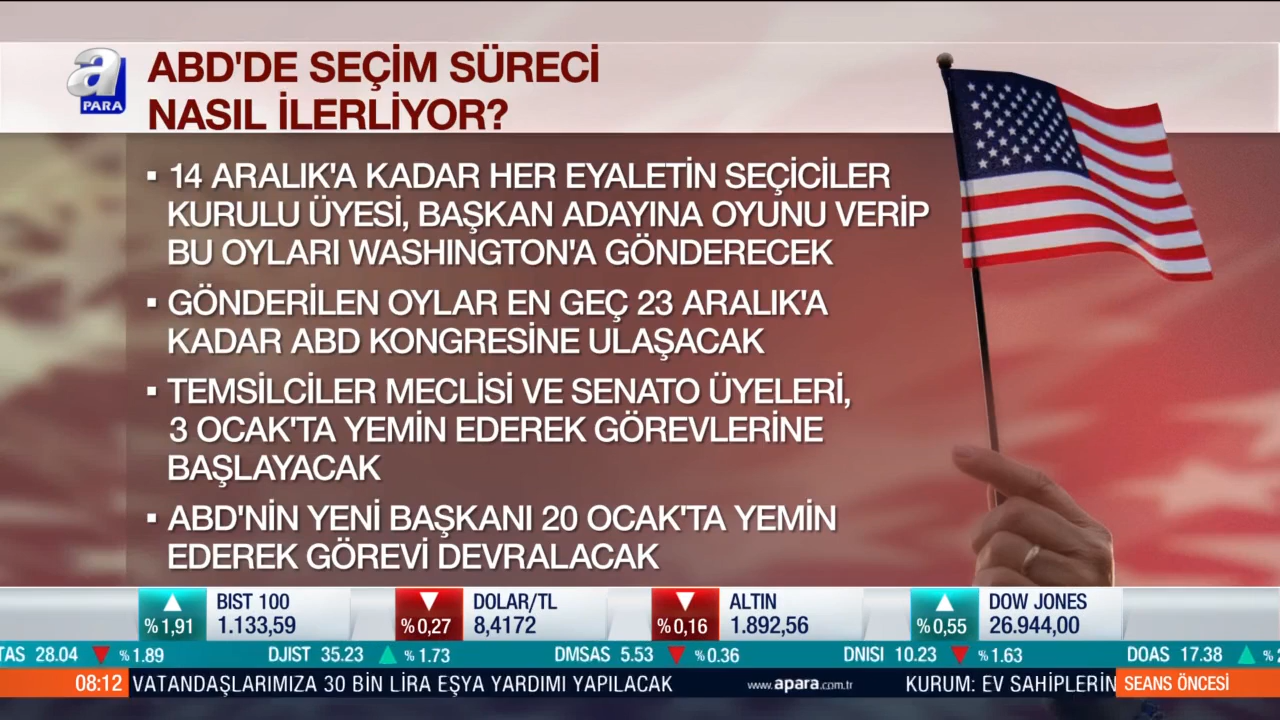 a
PARA
ABD'DE SEÇİM SÜRECİ
NASIL İLERLİYOR?
▪ 14 ARALIK'A KADAR HER EYALETİN SEÇİCİLER
KURULU ÜYESİ, BAŞKAN ADAYINA OYUNU VERİP
BU OYLARI WASHINGTON'A GÖNDERECEK
▪ GÖNDERİLEN OYLAR EN GEÇ 23 ARALIK'A
KADAR ABD KONGRESİNE ULAŞACAK
▪ TEMSİLCİLER MECLİSİ VE SENATO ÜYELERİ,
3 OCAK'TA YEMİN EDEREK GÖREVLERİNE
BAŞLAYACAK
▪ ABD'NİN YENİ BAŞKANI 20 OCAK'TA YEMİN
EDEREK GÖREVİ DEVRALACAK
BIST 100 DOLAR/TL ALTIN DOW JONES
%1,91 1.133,59 %0,27 8,4172 %0,16 1.892,56 %0,55 26.944,00
TAS 28.04 %1.89 DJIST 35.23 %1.73 DMSAS 5.53 %0.36 DNISI 10.23 %1.63 DOAS 17.38
08:12 VATANDAŞLARIMIZA 30 BİN LİRA EŞYA YARDIMI YAPILACAK www.apara.com.tr KURUM: EV SAHİPLERİN SEANS ÖNCESİ